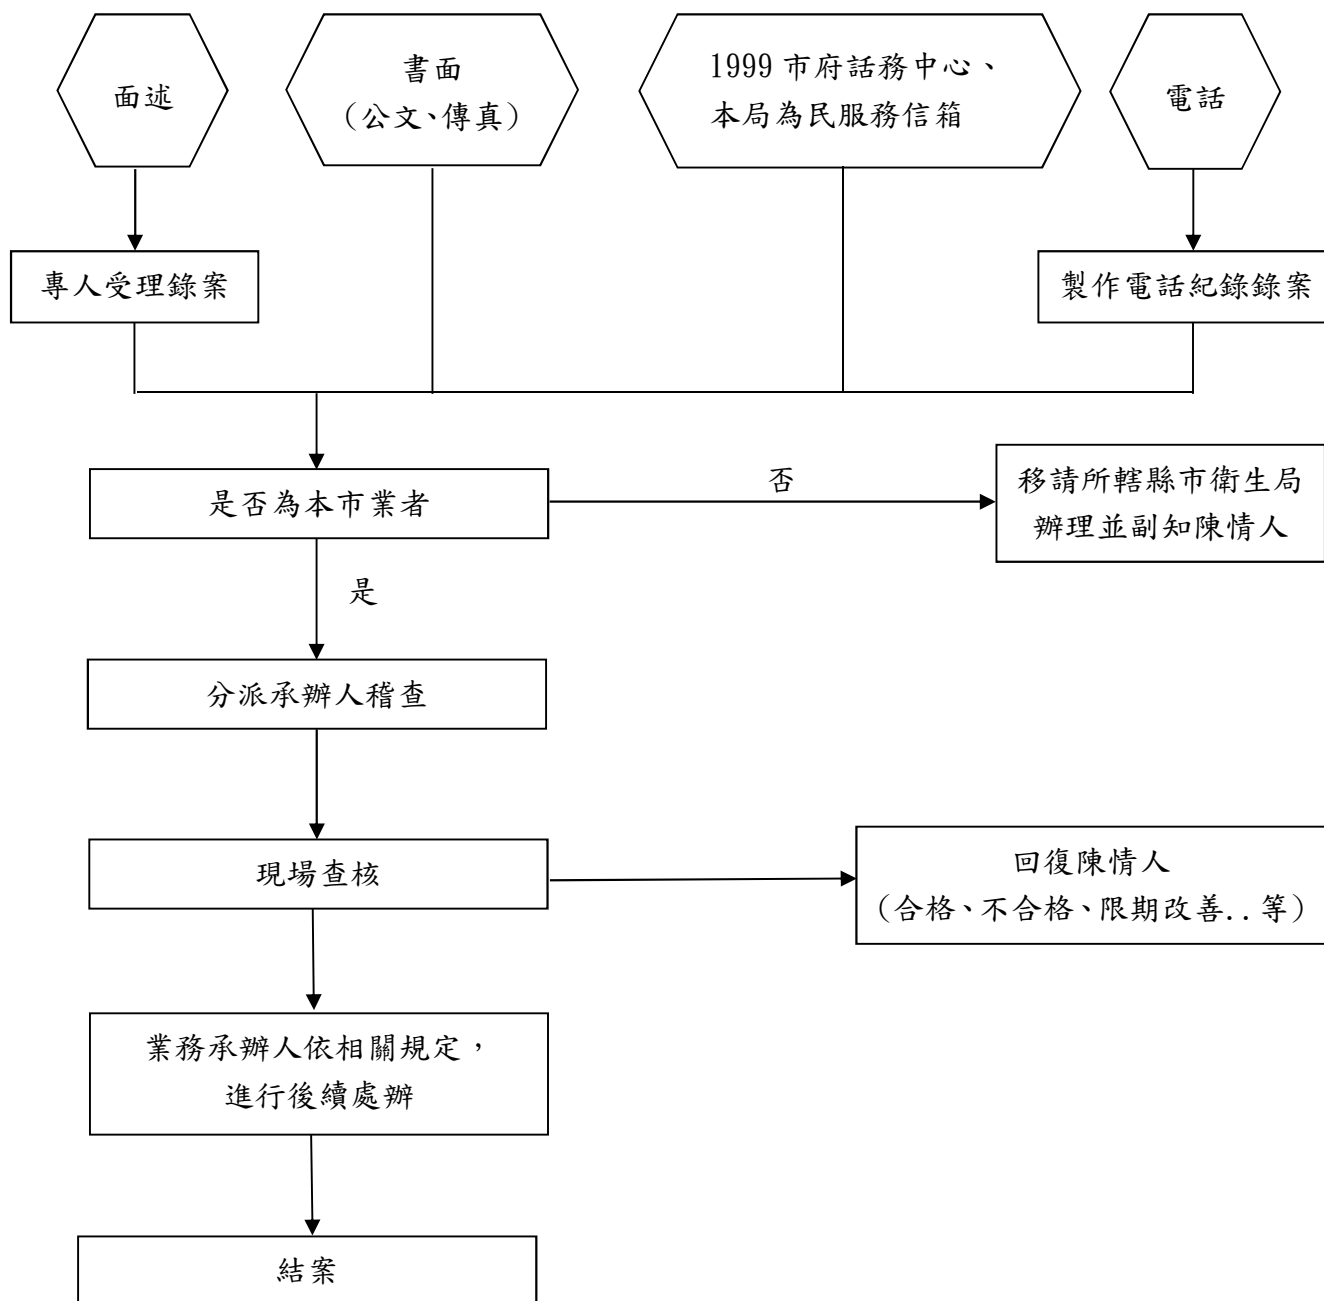 面述
書面
（公文、傳真）
1999 市府話務中心、
本局為民服務信箱
電話
專人受理錄案
製作電話紀錄錄案
是否為本市業者
否
移請所轄縣市衛生局
辦理並副知陳情人
是
分派承辦人稽查
現場查核
回復陳情人
（合格、不合格、限期改善..等）
業務承辦人依相關規定，
進行後續處辦
結案